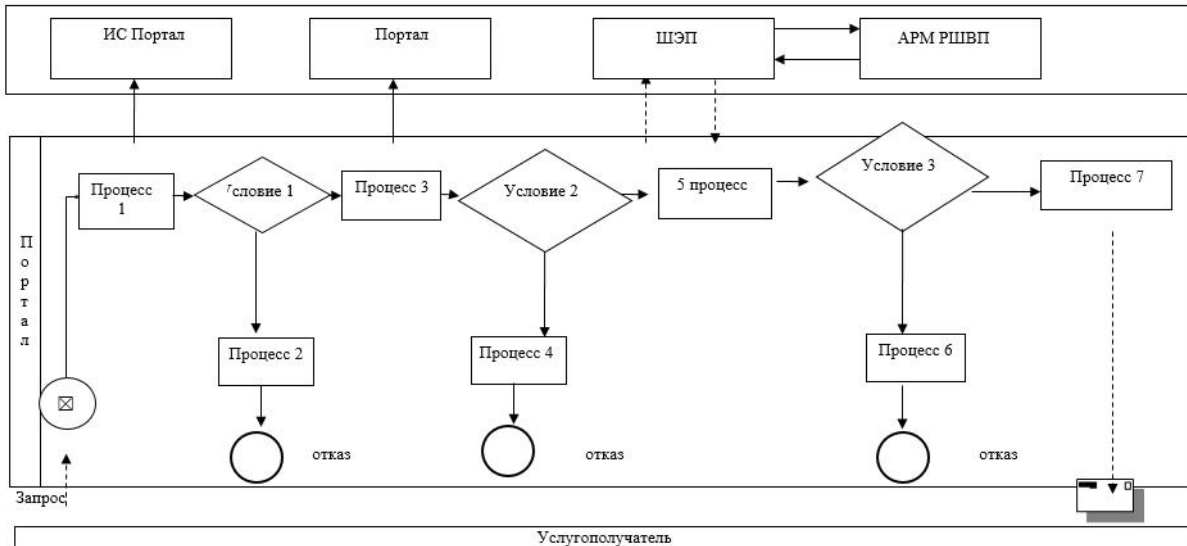 ИС Портал
Портал
ШЭП
АРМ РШВП
Процесс
1
Условие 1
Процесс 3
Условие 2
5 процесс
Условие 3
Процесс 7
Портал
Процесс 2
Процесс 4
Процесс 6
отказ
отказ
отказ
Запрос
Услугополучатель